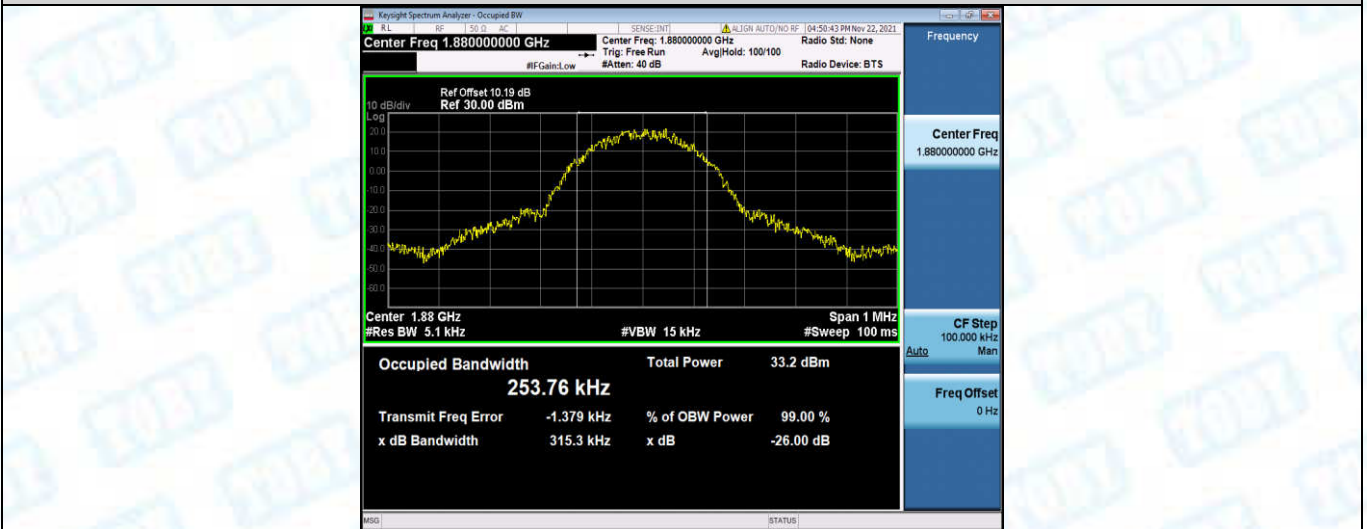 Keysight Spectrum Analyzer - Occupied BW
LXI RL RF 50 Ω AC SENSE:INT ALIGN AUTO/NO RF 04:50:43 PM Nov 22, 2021
Center Freq 1.880000000 GHz
Center Freq: 1.880000000 GHz Radio Std: None
Trig: Free Run Avg|Hold: 100/100
#IFGain:Low #Atten: 40 dB Radio Device: BTS
Ref Offset 10.19 dB
10 dB/div Ref 30.00 dBm
Log
20.0
10.0
0.00
-10.0
-20.0
-30.0
-40.0
-50.0
-60.0
Center 1.88 GHz Span 1 MHz
#Res BW 5.1 kHz #VBW 15 kHz #Sweep 100 ms
Occupied Bandwidth Total Power 33.2 dBm
253.76 kHz
Transmit Freq Error -1.379 kHz % of OBW Power 99.00 %
x dB Bandwidth 315.3 kHz x dB -26.00 dB
MSG STATUS
Frequency
Center Freq
1.880000000 GHz
CF Step
100.000 kHz
Auto Man
Freq Offset
0 Hz
TOBY